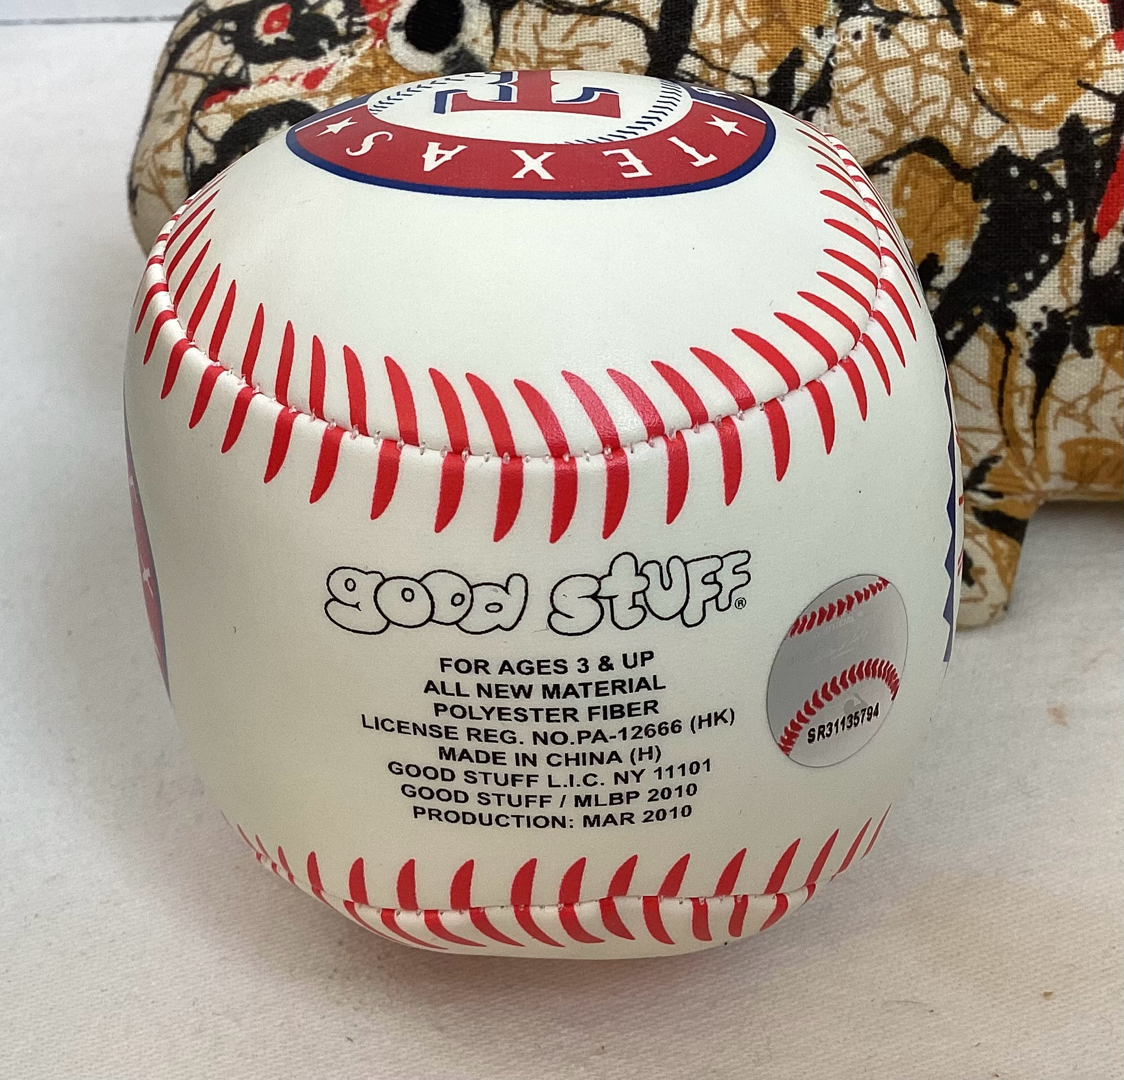 T
TEXAS
good stuff®
FOR AGES 3 & UP
ALL NEW MATERIAL
POLYESTER FIBER
LICENSE REG. NO.PA-12666 (HK)
MADE IN CHINA (H)
GOOD STUFF L.I.C. NY 11101
GOOD STUFF / MLBP 2010
PRODUCTION: MAR 2010
SR31135794